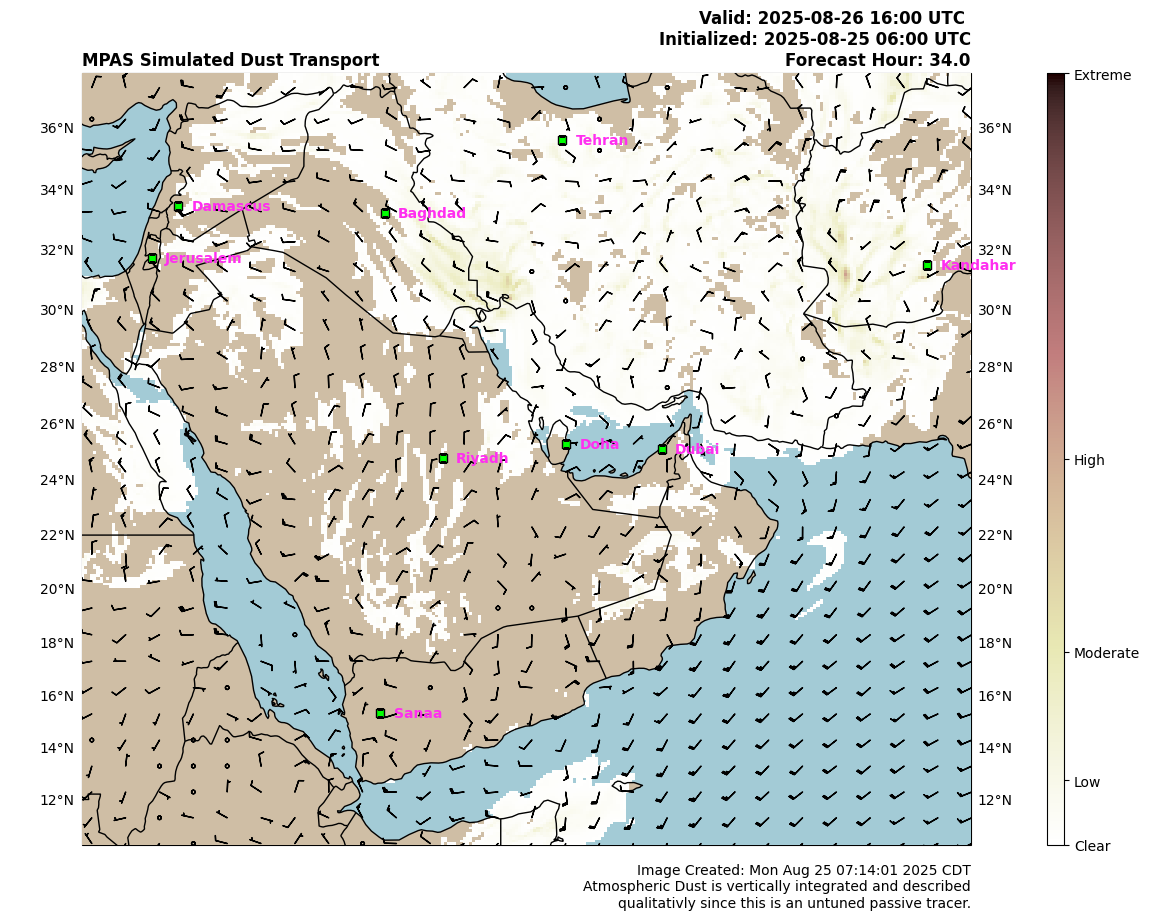 Valid: 2025-08-26 16:00 UTC
Initialized: 2025-08-25 06:00 UTC
MPAS Simulated Dust Transport Forecast Hour: 34.0
Extreme
36°N Tehran 36°N
34°N Damascus Baghdad 34°N
32°N Jerusalem Kandahar 32°N
30°N 30°N
28°N 28°N
26°N Doha Dubai 26°N
Riyadh High
24°N 24°N
22°N 22°N
20°N 20°N
18°N 18°N
Moderate
16°N Sanaa 16°N
14°N 14°N
Low
12°N 12°N
Clear
Image Created: Mon Aug 25 07:14:01 2025 CDT
Atmospheric Dust is vertically integrated and described
qualitativly since this is an untuned passive tracer.